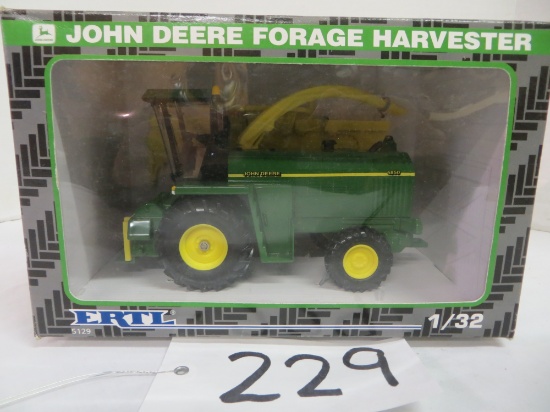 JOHN DEERE FORAGE HARVESTER
JOHN DEERE
ERTL
5129
1/32
229